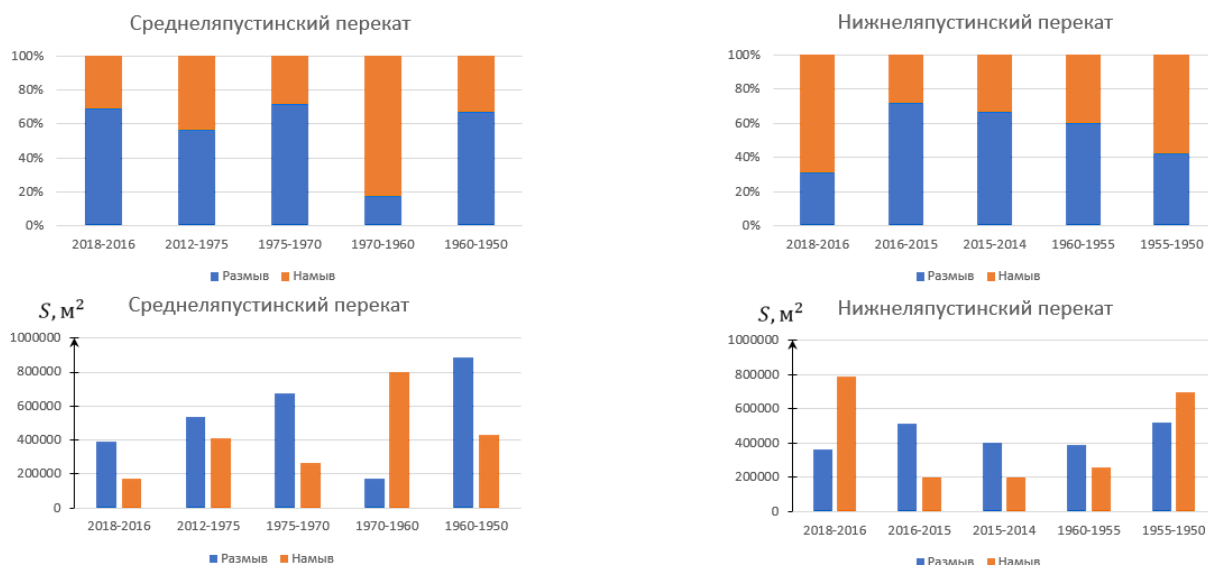 Среднеляпустинский перекат
100%
80%
60%
40%
20%
0%
2018-2016 2012-1975 1975-1970 1970-1960 1960-1950
Размыв Намыв
Нижнеляпустинский перекат
100%
80%
60%
40%
20%
0%
2018-2016 2016-2015 2015-2014 1960-1955 1955-1950
Размыв Намыв
S, м² Среднеляпустинский перекат
1000000
800000
600000
400000
200000
0
2018-2016 2012-1975 1975-1970 1970-1960 1960-1950
Размыв Намыв
S, м² Нижнеляпустинский перекат
1000000
800000
600000
400000
200000
0
2018-2016 2016-2015 2015-2014 1960-1955 1955-1950
Размыв Намыв